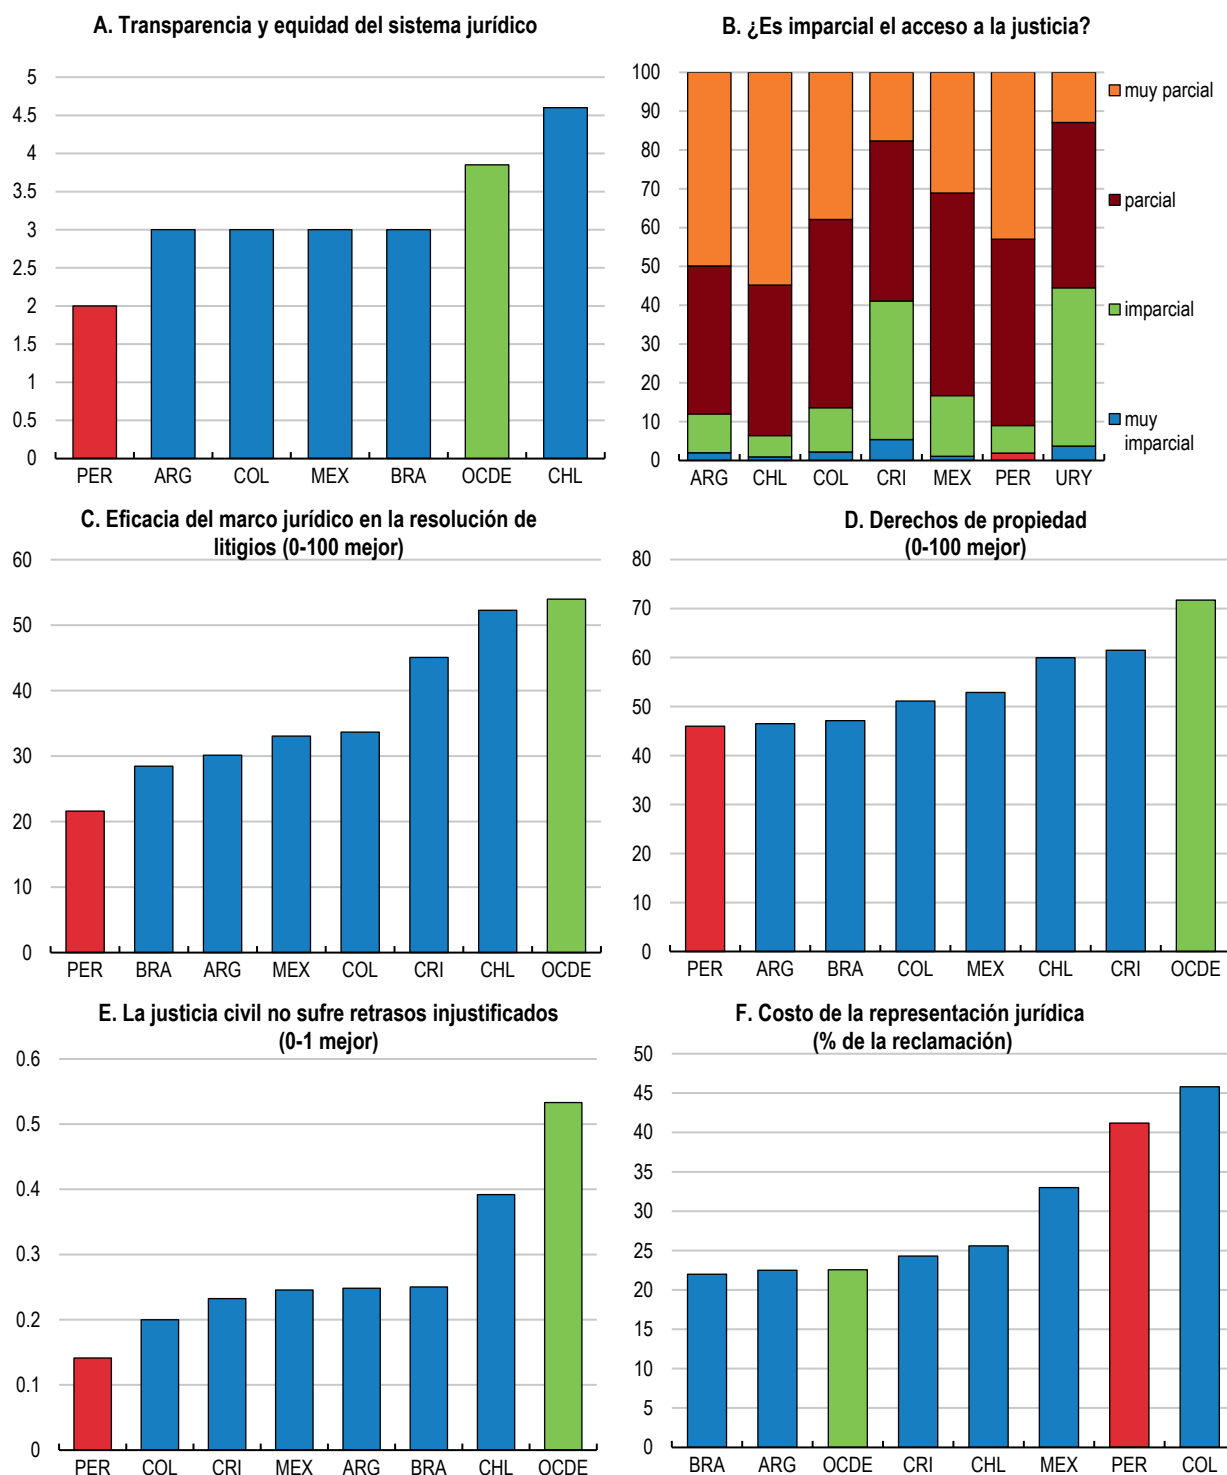 A. Transparencia y equidad del sistema jurídico
5
4.5
4
3.5
3
2.5
2
1.5
1
0.5
0
PER ARG COL MEX BRA OCDE CHL
B. ¿Es imparcial el acceso a la justicia?
100
90
80
70
60
50
40
30
20
10
0
ARG CHL COL CRI MEX PER URY
muy parcial
parcial
imparcial
muy
imparcial
C. Eficacia del marco jurídico en la resolución de
litigios (0-100 mejor)
60
50
40
30
20
10
0
PER BRA ARG MEX COL CRI CHL OCDE
D. Derechos de propiedad
(0-100 mejor)
80
70
60
50
40
30
20
10
0
PER ARG BRA COL MEX CHL CRI OCDE
E. La justicia civil no sufre retrasos injustificados
(0-1 mejor)
0.6
0.5
0.4
0.3
0.2
0.1
0
PER COL CRI MEX ARG BRA CHL OCDE
F. Costo de la representación jurídica
(% de la reclamación)
50
45
40
35
30
25
20
15
10
5
0
BRA ARG OCDE CRI CHL MEX PER COL